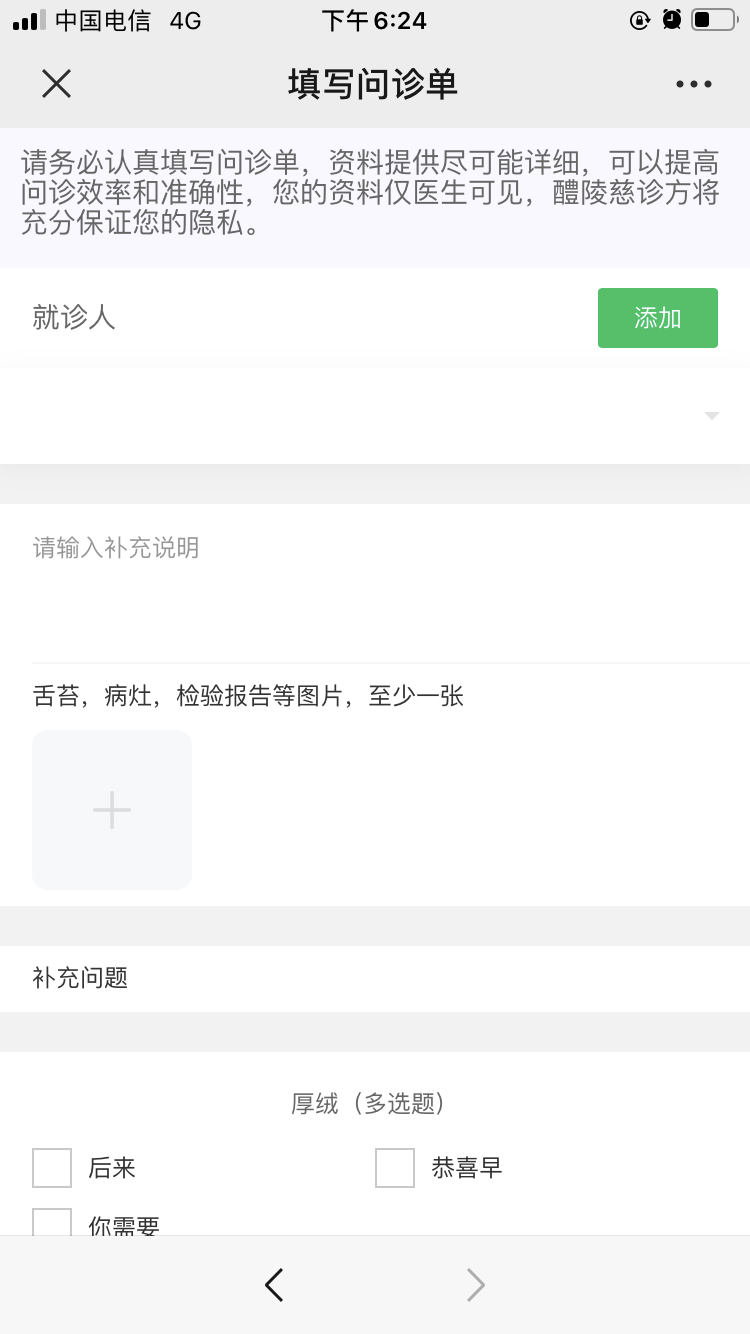 中国电信 4G 下午6:24
填写问诊单
请务必认真填写问诊单，资料提供尽可能详细，可以提高
问诊效率和准确性，您的资料仅医生可见，醴陵慈诊方将
充分保证您的隐私。
就诊人
添加
请输入补充说明
舌苔，病灶，检验报告等图片，至少一张
补充问题
厚绒（多选题）
后来 恭喜早
你需要